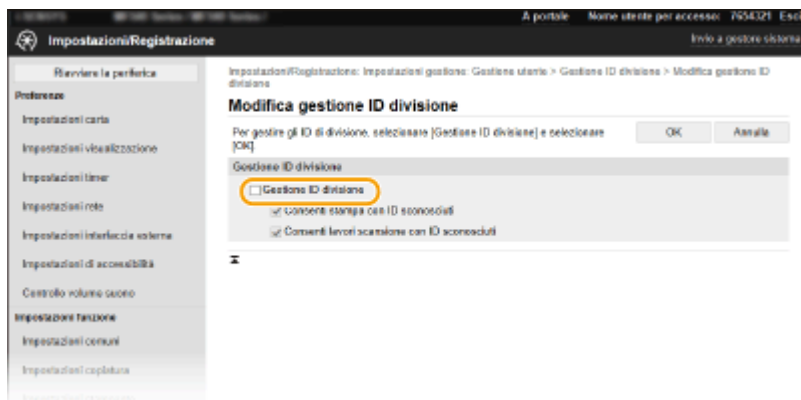 A portale Nome utente per accesso: 7654321
Impostazioni/Registrazione
Invio a gestore sistema
Riavviare la periferica
Preferenze
Impostazioni carta
Impostazioni visualizzazione
Impostazioni timer
Impostazioni rete
Impostazioni interfaccia esterna
Impostazioni di accessibilità
Controllo volume suono
Impostazioni funzione
Impostazioni comuni
Impostazioni copiatura
Impostazioni/Registrazione: Impostazioni gestione: Gestione utente > Gestione ID divisione > Modifica gestione ID
divisione
Modifica gestione ID divisione
Per gestire gli ID di divisione, selezionare [Gestione ID divisione] e selezionare
[OK].
OK
Annulla
Gestione ID divisione
Gestione ID divisione
Consenti stampa con ID sconosciuti
Consenti lavori scansione con ID sconosciuti